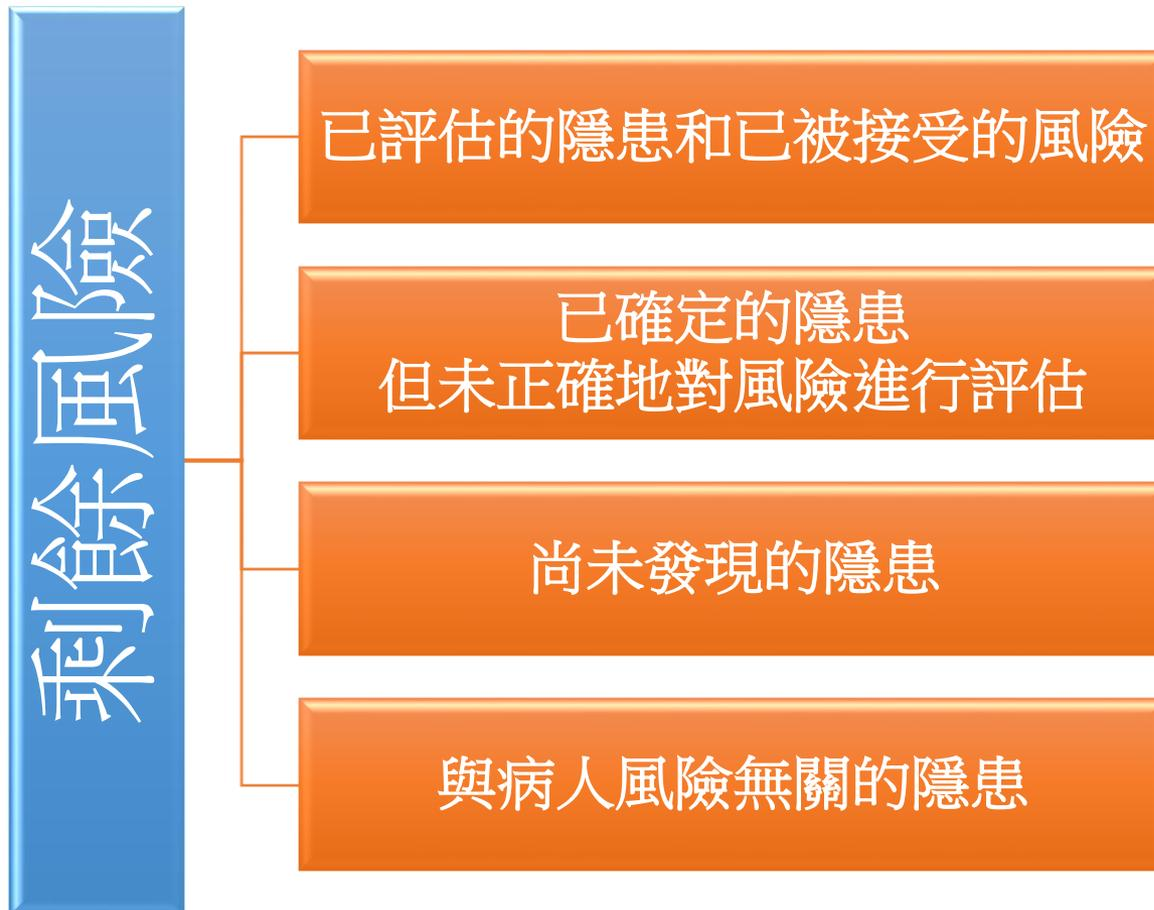 剩餘風險
已評估的隱患和已被接受的風險
已確定的隱患
但未正確地對風險進行評估
尚未發現的隱患
與病人風險無關的隱患